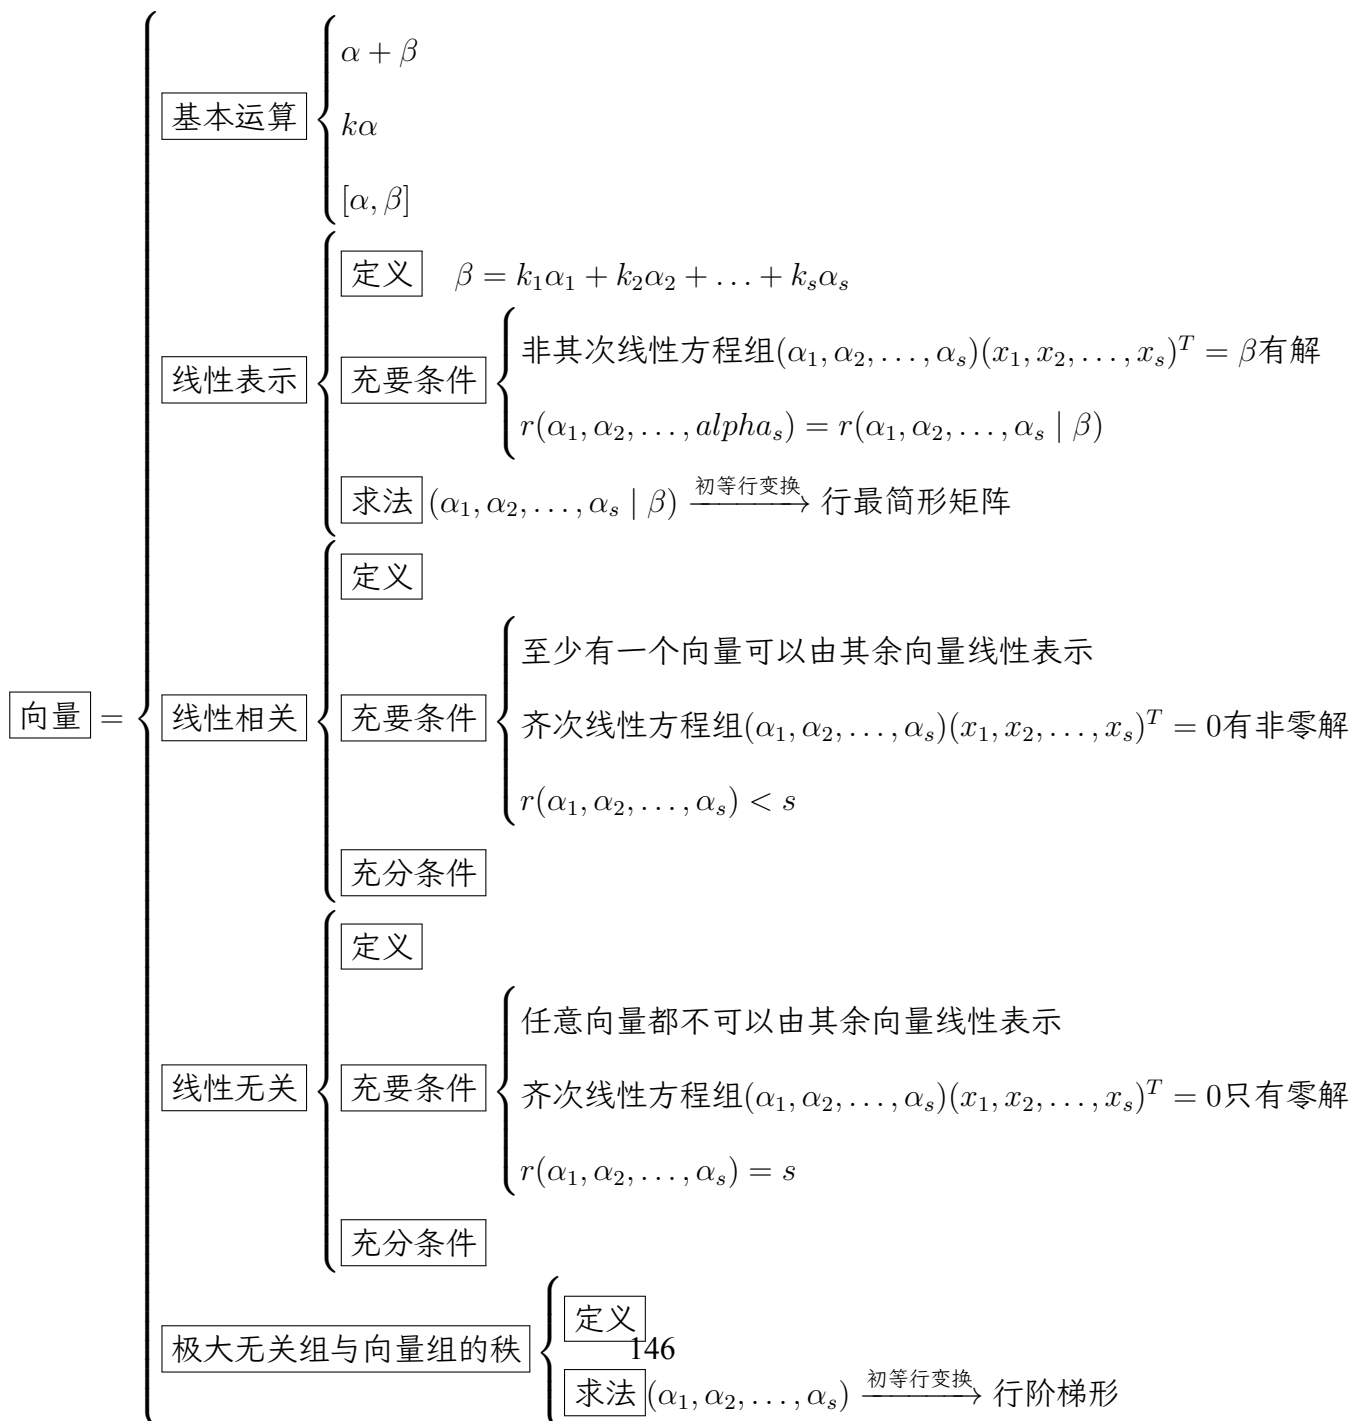 α + β
基本运算
kα
[α, β]
定义 β = k₁α₁ + k₂α₂ + … + kₛαₛ
非其次线性方程组(α₁, α₂, …, αₛ)(x₁, x₂, …, xₛ)ᵀ = β有解
线性表示 充要条件
r(α₁, α₂, …, alphaₛ) = r(α₁, α₂, …, αₛ | β)
求法 (α₁, α₂, …, αₛ | β) 初等行变换→ 行最简形矩阵
定义
至少有一个向量可以由其余向量线性表示
向量 = 线性相关 充要条件 齐次线性方程组(α₁, α₂, …, αₛ)(x₁, x₂, …, xₛ)ᵀ = 0有非零解
r(α₁, α₂, …, αₛ) < s
充分条件
定义
任意向量都不可以由其余向量线性表示
线性无关 充要条件 齐次线性方程组(α₁, α₂, …, αₛ)(x₁, x₂, …, xₛ)ᵀ = 0只有零解
r(α₁, α₂, …, αₛ) = s
充分条件
定义
极大无关组与向量组的秩
146
求法 (α₁, α₂, …, αₛ) 初等行变换→ 行阶梯形